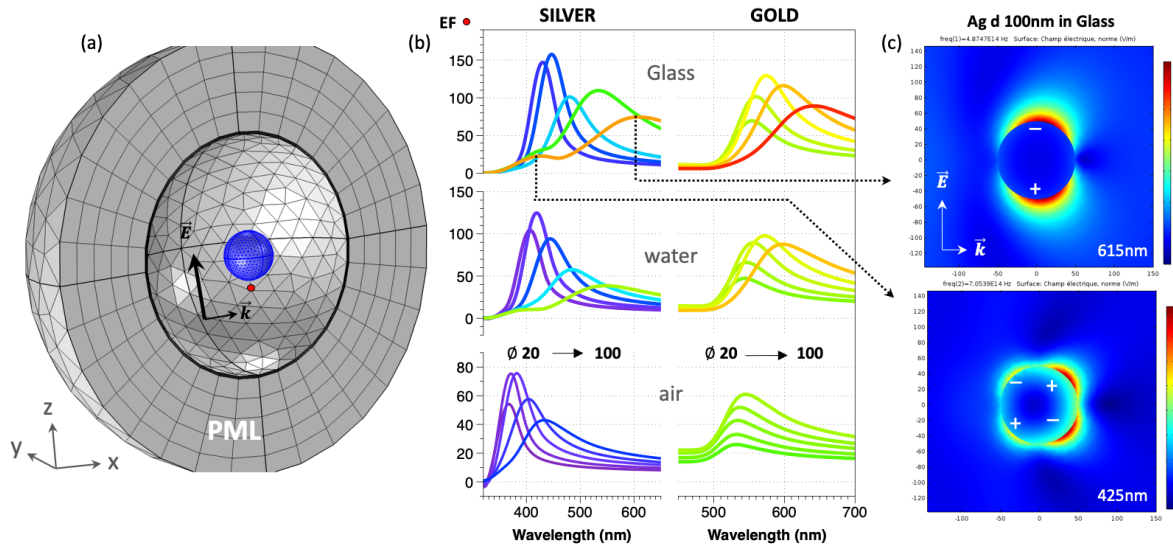 SILVER
GOLD
Ag d 100nm in Glass
EF
(a)
(b)
(c)
E
k
PML
z
y
x
Glass
150
100
50
0
water
150
100
50
0
Ø 20 → 100
Ø 20 → 100
air
80
60
40
20
0
400
500
600
500
600
700
Wavelength (nm)
Wavelength (nm)
freq(1)=4.8747E14 Hz Surface: Champ électrique, norme (V/m)
140
120
100
80
60
40
20
0
-20
-40
-60
-80
-100
-120
−
+
E
k
615nm
-100
-50
0
50
100
150
freq(2)=7.0539E14 Hz Surface: Champ électrique, norme (V/m)
140
120
100
80
60
40
20
0
-20
-40
-60
-80
-100
-120
− +
+ −
425nm
-100
-50
0
50
100
150